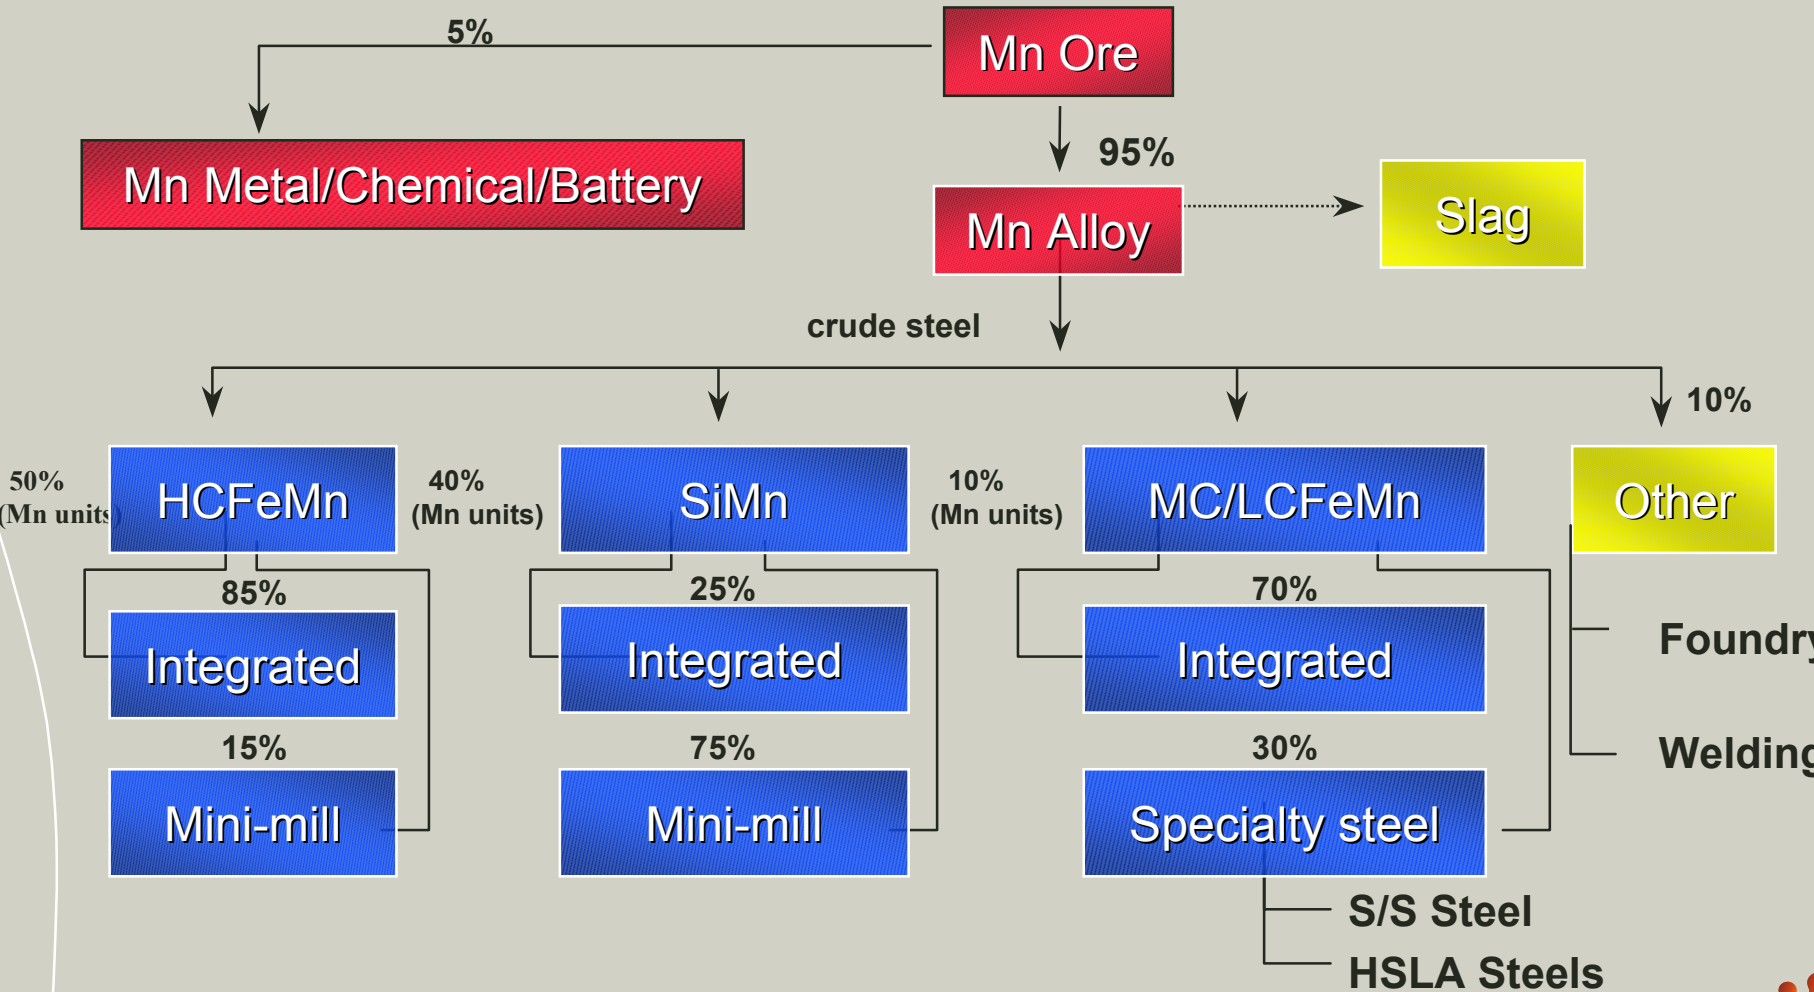 5%
Mn Ore
95%
Mn Metal/Chemical/Battery
Mn Alloy
Slag
crude steel
10%
50%
(Mn units)
HCFeMn
40%
(Mn units)
SiMn
10%
(Mn units)
MC/LCFeMn
Other
85%
25%
70%
Integrated
Integrated
Integrated
Foundry
15%
75%
30%
Welding
Mini-mill
Mini-mill
Specialty steel
S/S Steel
HSLA Steels